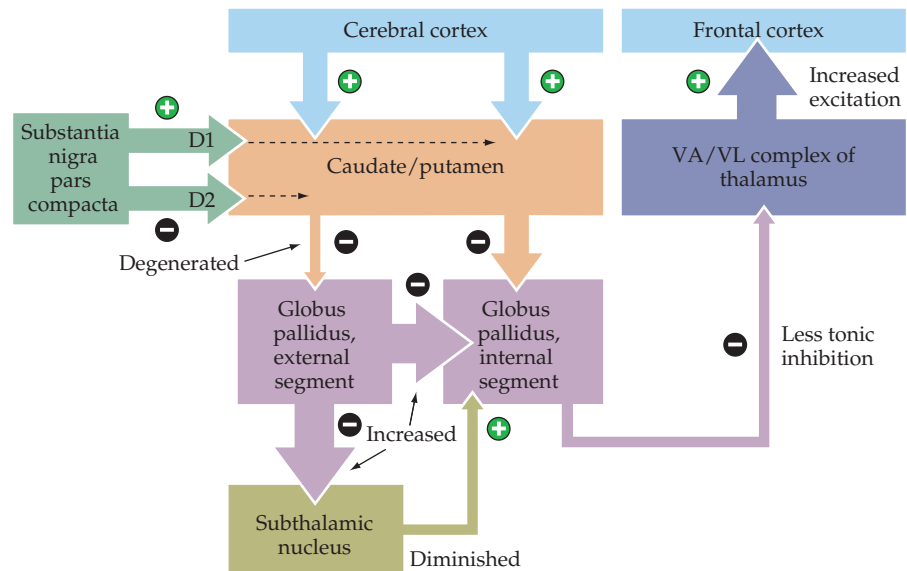 Cerebral cortex
Frontal cortex
+
+
+
+
Increased
excitation
Substantia
nigra
pars
compacta
D1
D2
−
Caudate/putamen
VA/VL complex of
thalamus
Degenerated
−
−
−
Globus
pallidus,
external
segment
Globus
pallidus,
internal
segment
−
Less tonic
inhibition
−
Increased
+
Subthalamic
nucleus
Diminished